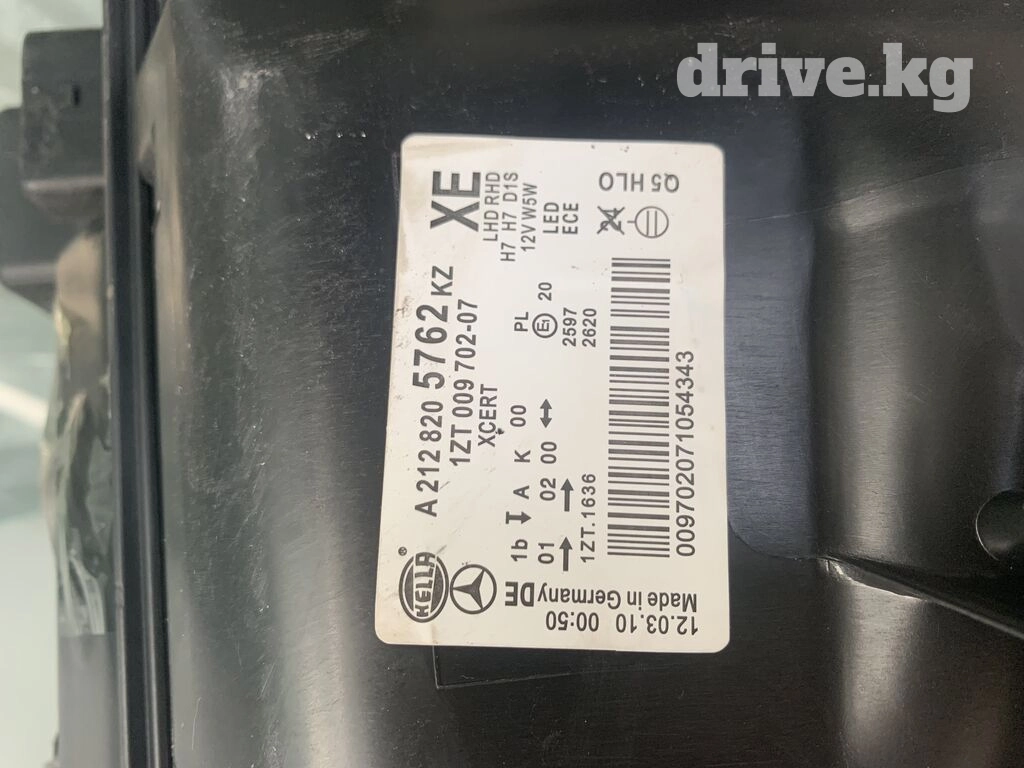 drive.kg
HELLA®
A 212 820 5762 KZ XE
1ZT 009 702-07 LHD RHD
XCERT H7 H7 D1S
12V W5W
DE 1b A K 00 PL LED
01 02 00 E1 20 ECE
1ZT.1636 2597
2620
Made in Germany
12.03.10 00:50 009702071054343 Q5 HLO